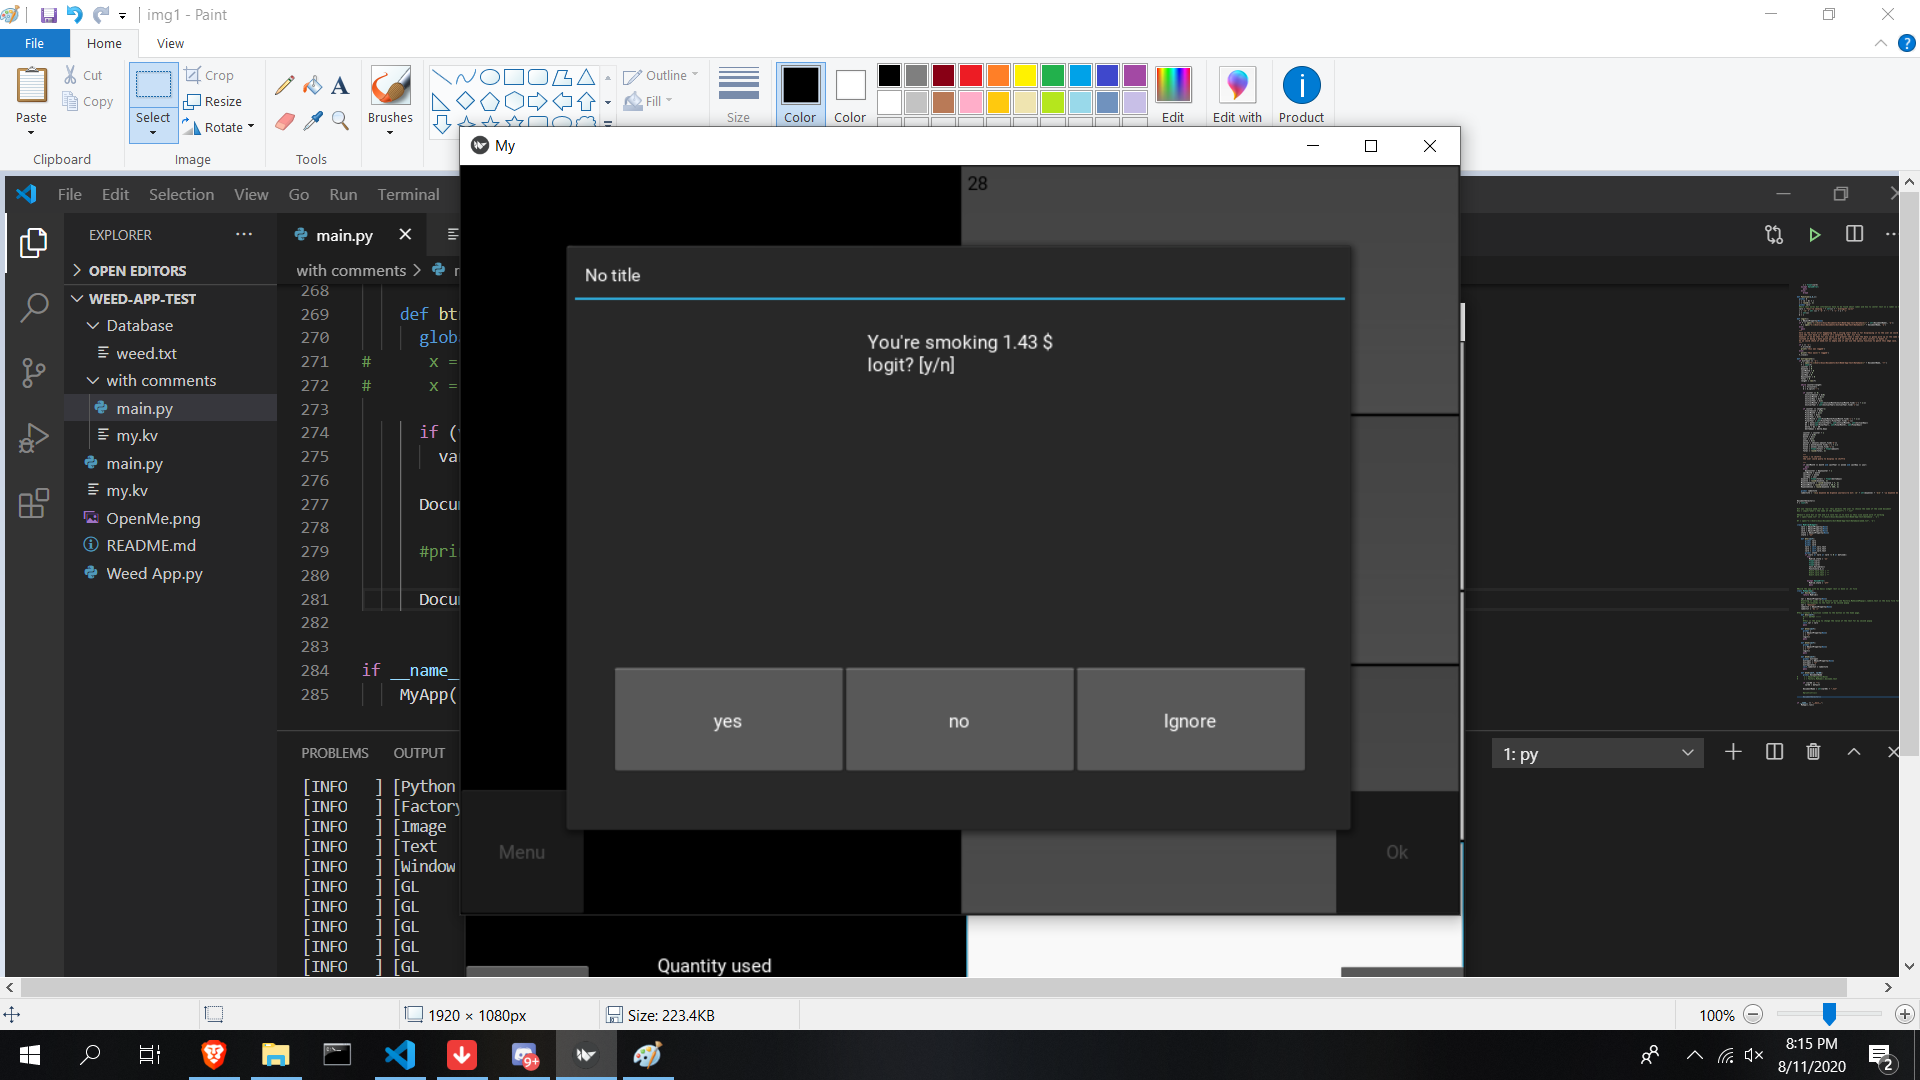 img1 - Paint
File Home View
Paste
Cut
Copy
Clipboard
Select
Crop
Resize
Rotate
Image
Tools
Brushes
Outline
Fill
Size
Color
Color
Edit
Edit with
Product
My
File Edit Selection View Go Run Terminal
EXPLORER
OPEN EDITORS
WEED-APP-TEST
Database
weed.txt
with comments
main.py
my.kv
main.py
my.kv
OpenMe.png
README.md
Weed App.py
main.py
with comments >
268
269 def bt
270 glob
271 # x =
272 # x =
273
274 if (
275 va
276
277 Docu
278
279 #pri
280
281 Docu
282
283
284 if __name_
285 MyApp(
28
No title
You're smoking 1.43 $
logit? [y/n]
yes no Ignore
Menu
Ok
Quantity used
PROBLEMS OUTPUT
1: py
[INFO ] [Python
[INFO ] [Factory
[INFO ] [Image
[INFO ] [Text
[INFO ] [Window
[INFO ] [GL
[INFO ] [GL
[INFO ] [GL
[INFO ] [GL
[INFO ] [GL
1920 × 1080px
Size: 223.4KB
100%
9+
8:15 PM
8/11/2020
2